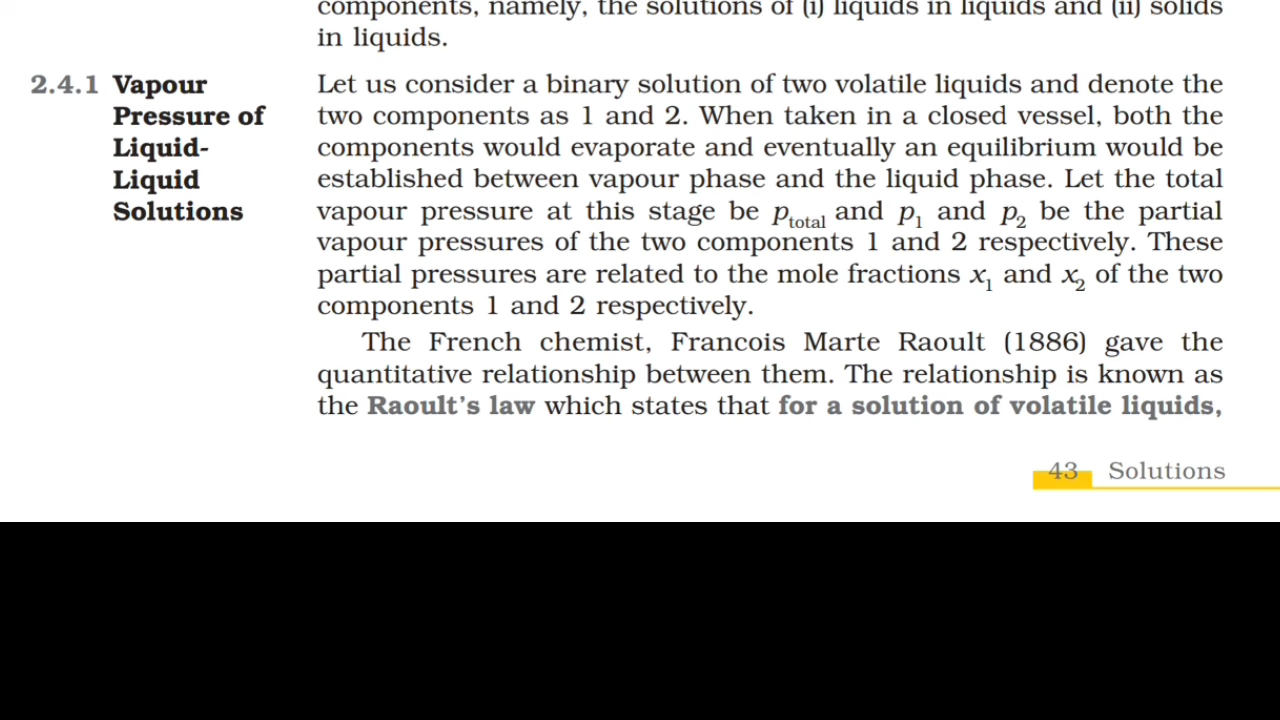 components, namely, the solutions of (i) liquids in liquids and (ii) solids
in liquids.
2.4.1 Vapour
Pressure of
Liquid-
Liquid
Solutions
Let us consider a binary solution of two volatile liquids and denote the
two components as 1 and 2. When taken in a closed vessel, both the
components would evaporate and eventually an equilibrium would be
established between vapour phase and the liquid phase. Let the total
vapour pressure at this stage be p_total and p_1 and p_2 be the partial
vapour pressures of the two components 1 and 2 respectively. These
partial pressures are related to the mole fractions x_1 and x_2 of the two
components 1 and 2 respectively.
The French chemist, Francois Marte Raoult (1886) gave the
quantitative relationship between them. The relationship is known as
the Raoult's law which states that for a solution of volatile liquids,
43 Solutions